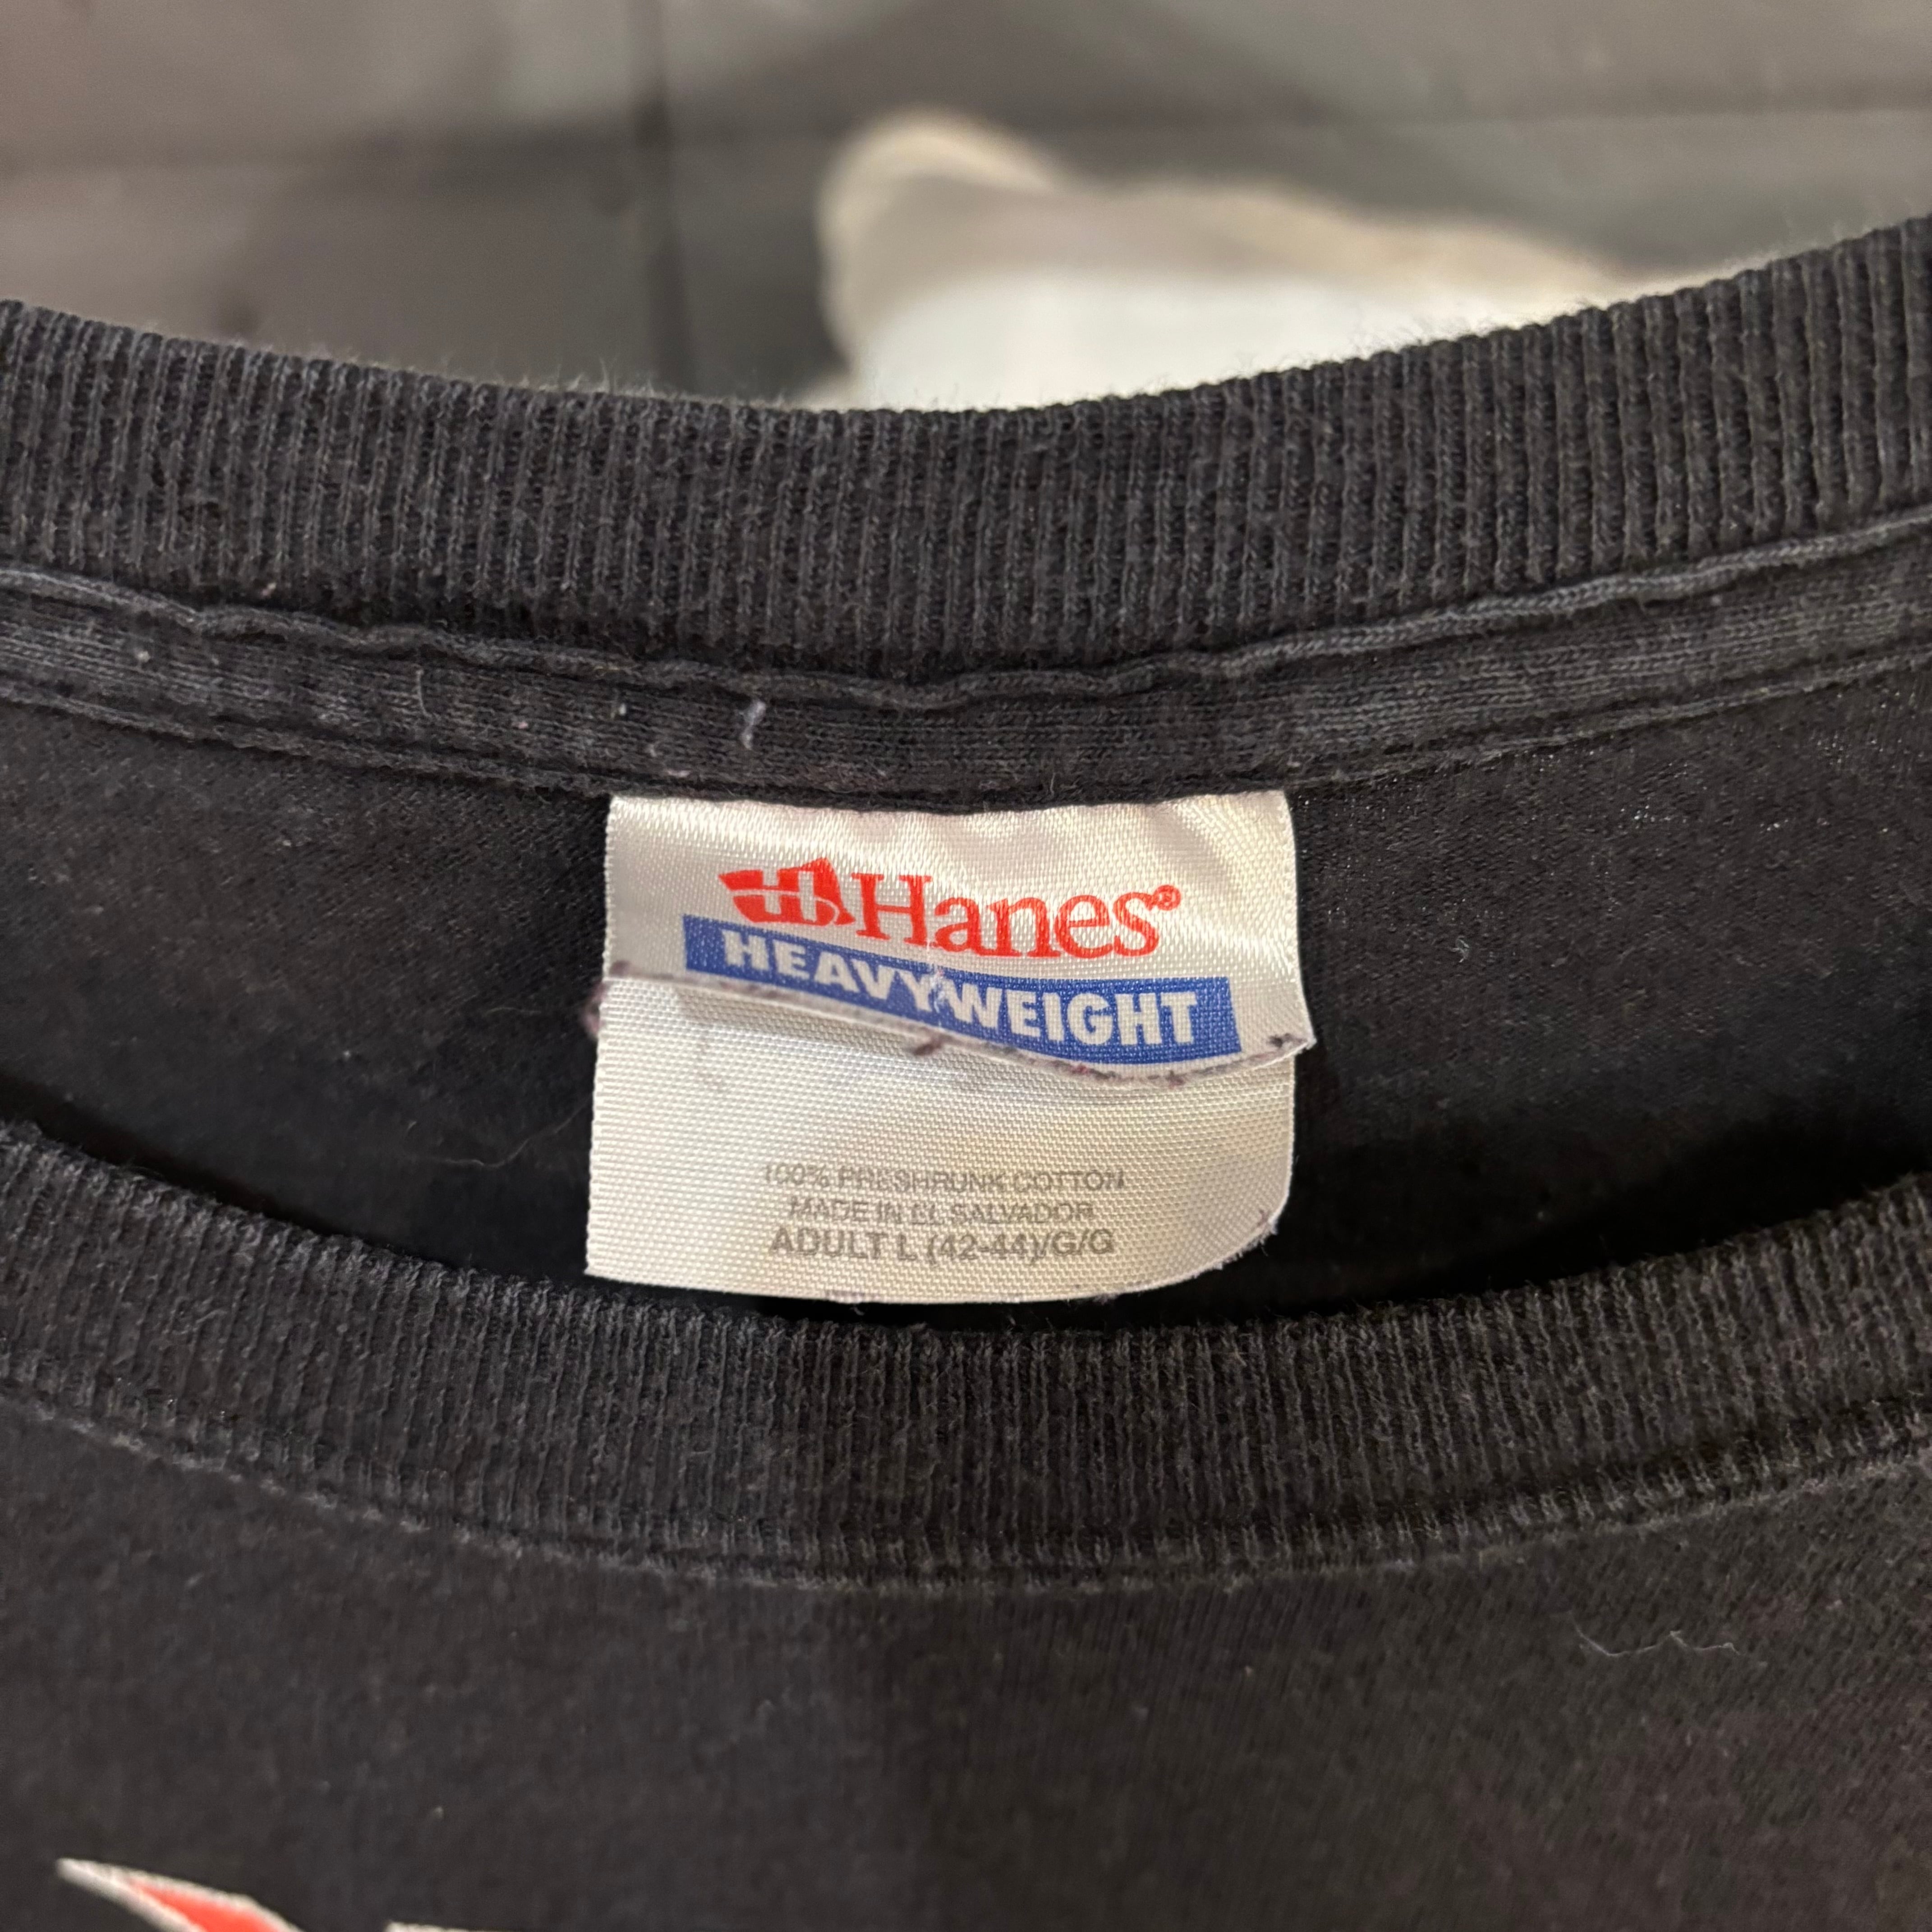 Hanes®
HEAVYWEIGHT
100% PRESHRUNK COTTON
MADE IN EL SALVADOR
ADULT L (42-44)/G/G